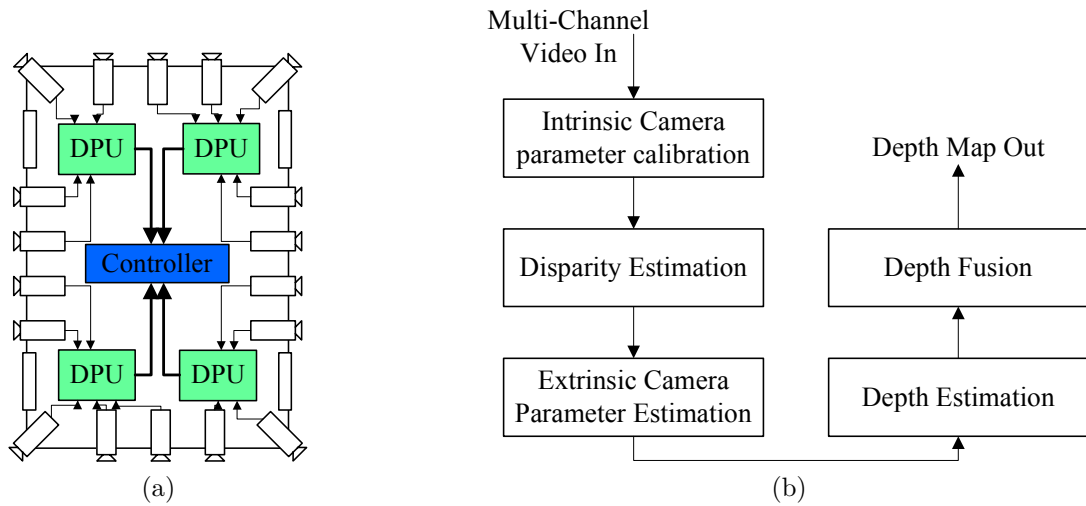 DPU
DPU
Controller
DPU
DPU
(a)
Multi-Channel
Video In
Intrinsic Camera
parameter calibration
Disparity Estimation
Extrinsic Camera
Parameter Estimation
Depth Map Out
Depth Fusion
Depth Estimation
(b)